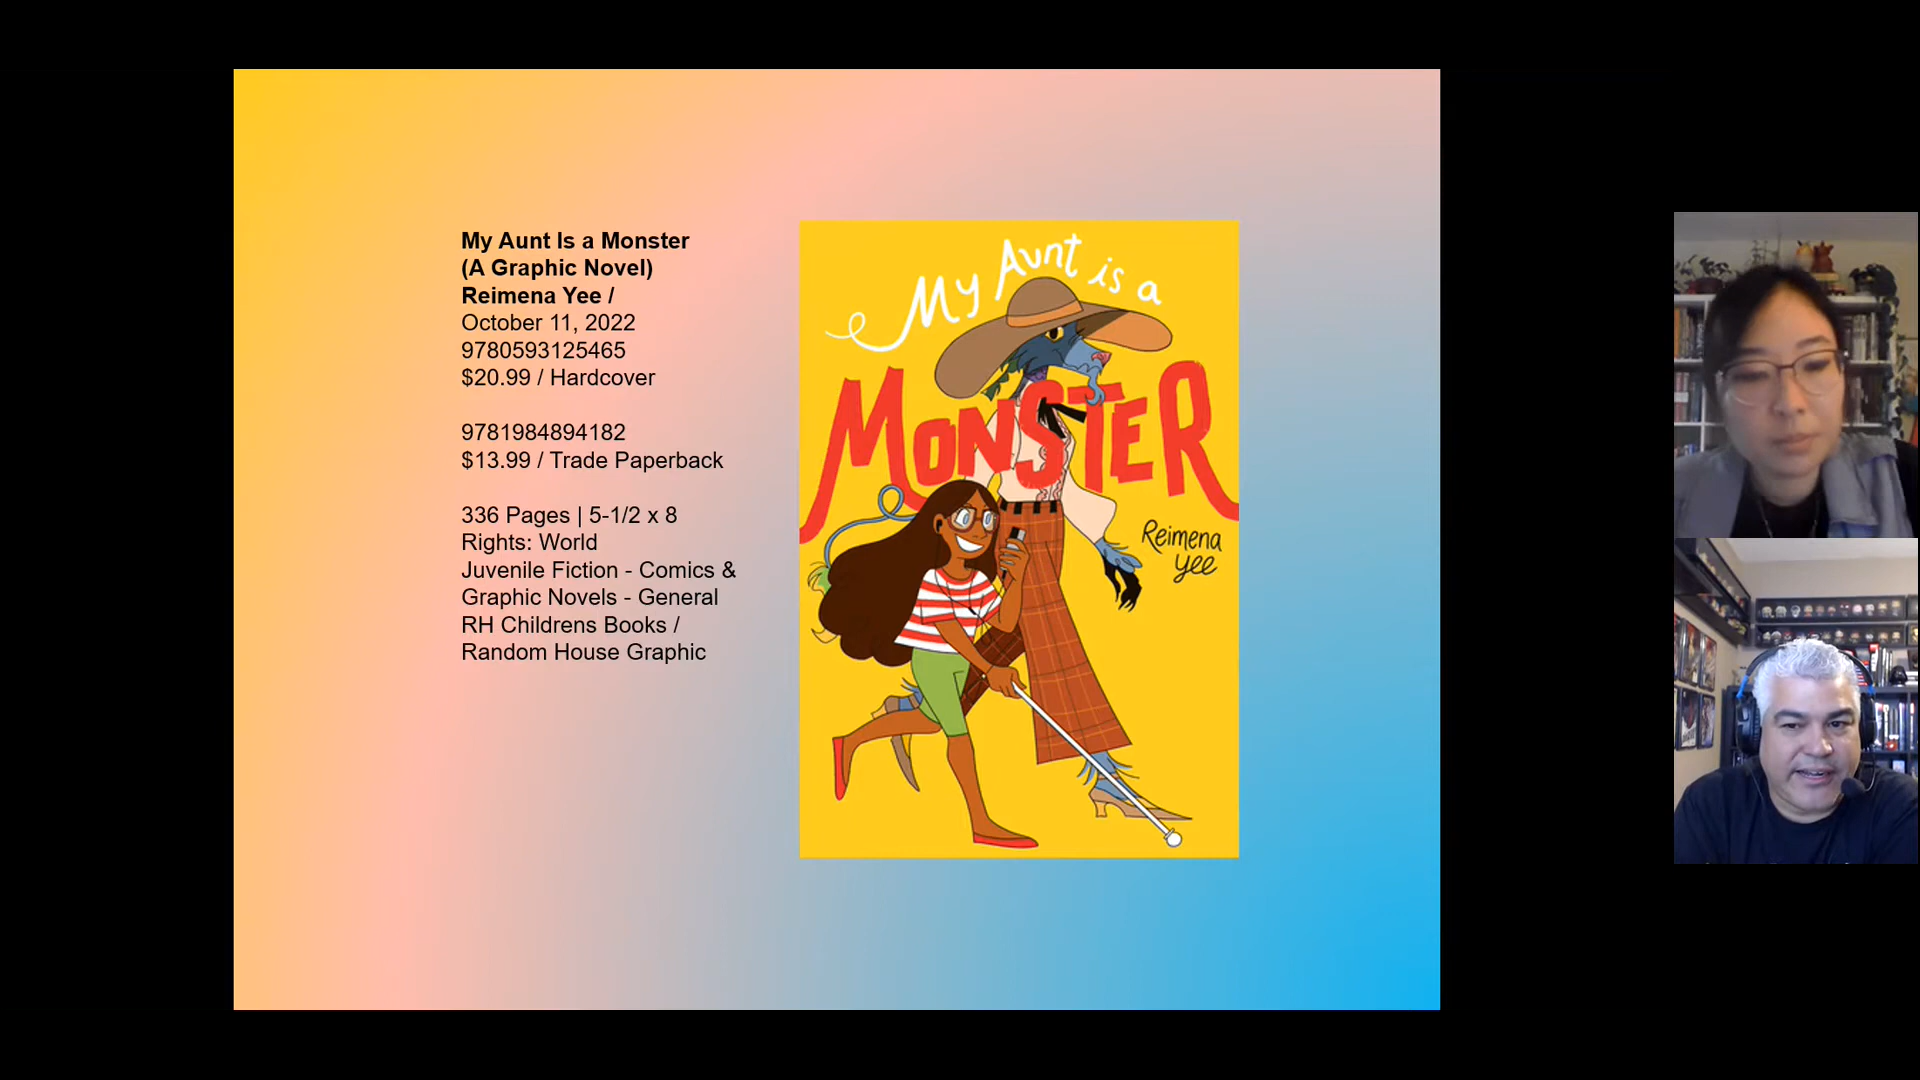 My Aunt Is a Monster
(A Graphic Novel)
Reimena Yee /
October 11, 2022
9780593125465
$20.99 / Hardcover
9781984894182
$13.99 / Trade Paperback
336 Pages | 5-1/2 x 8
Rights: World
Juvenile Fiction - Comics &
Graphic Novels - General
RH Childrens Books /
Random House Graphic
My Aunt is a
MONSTER
Reimena
Yee